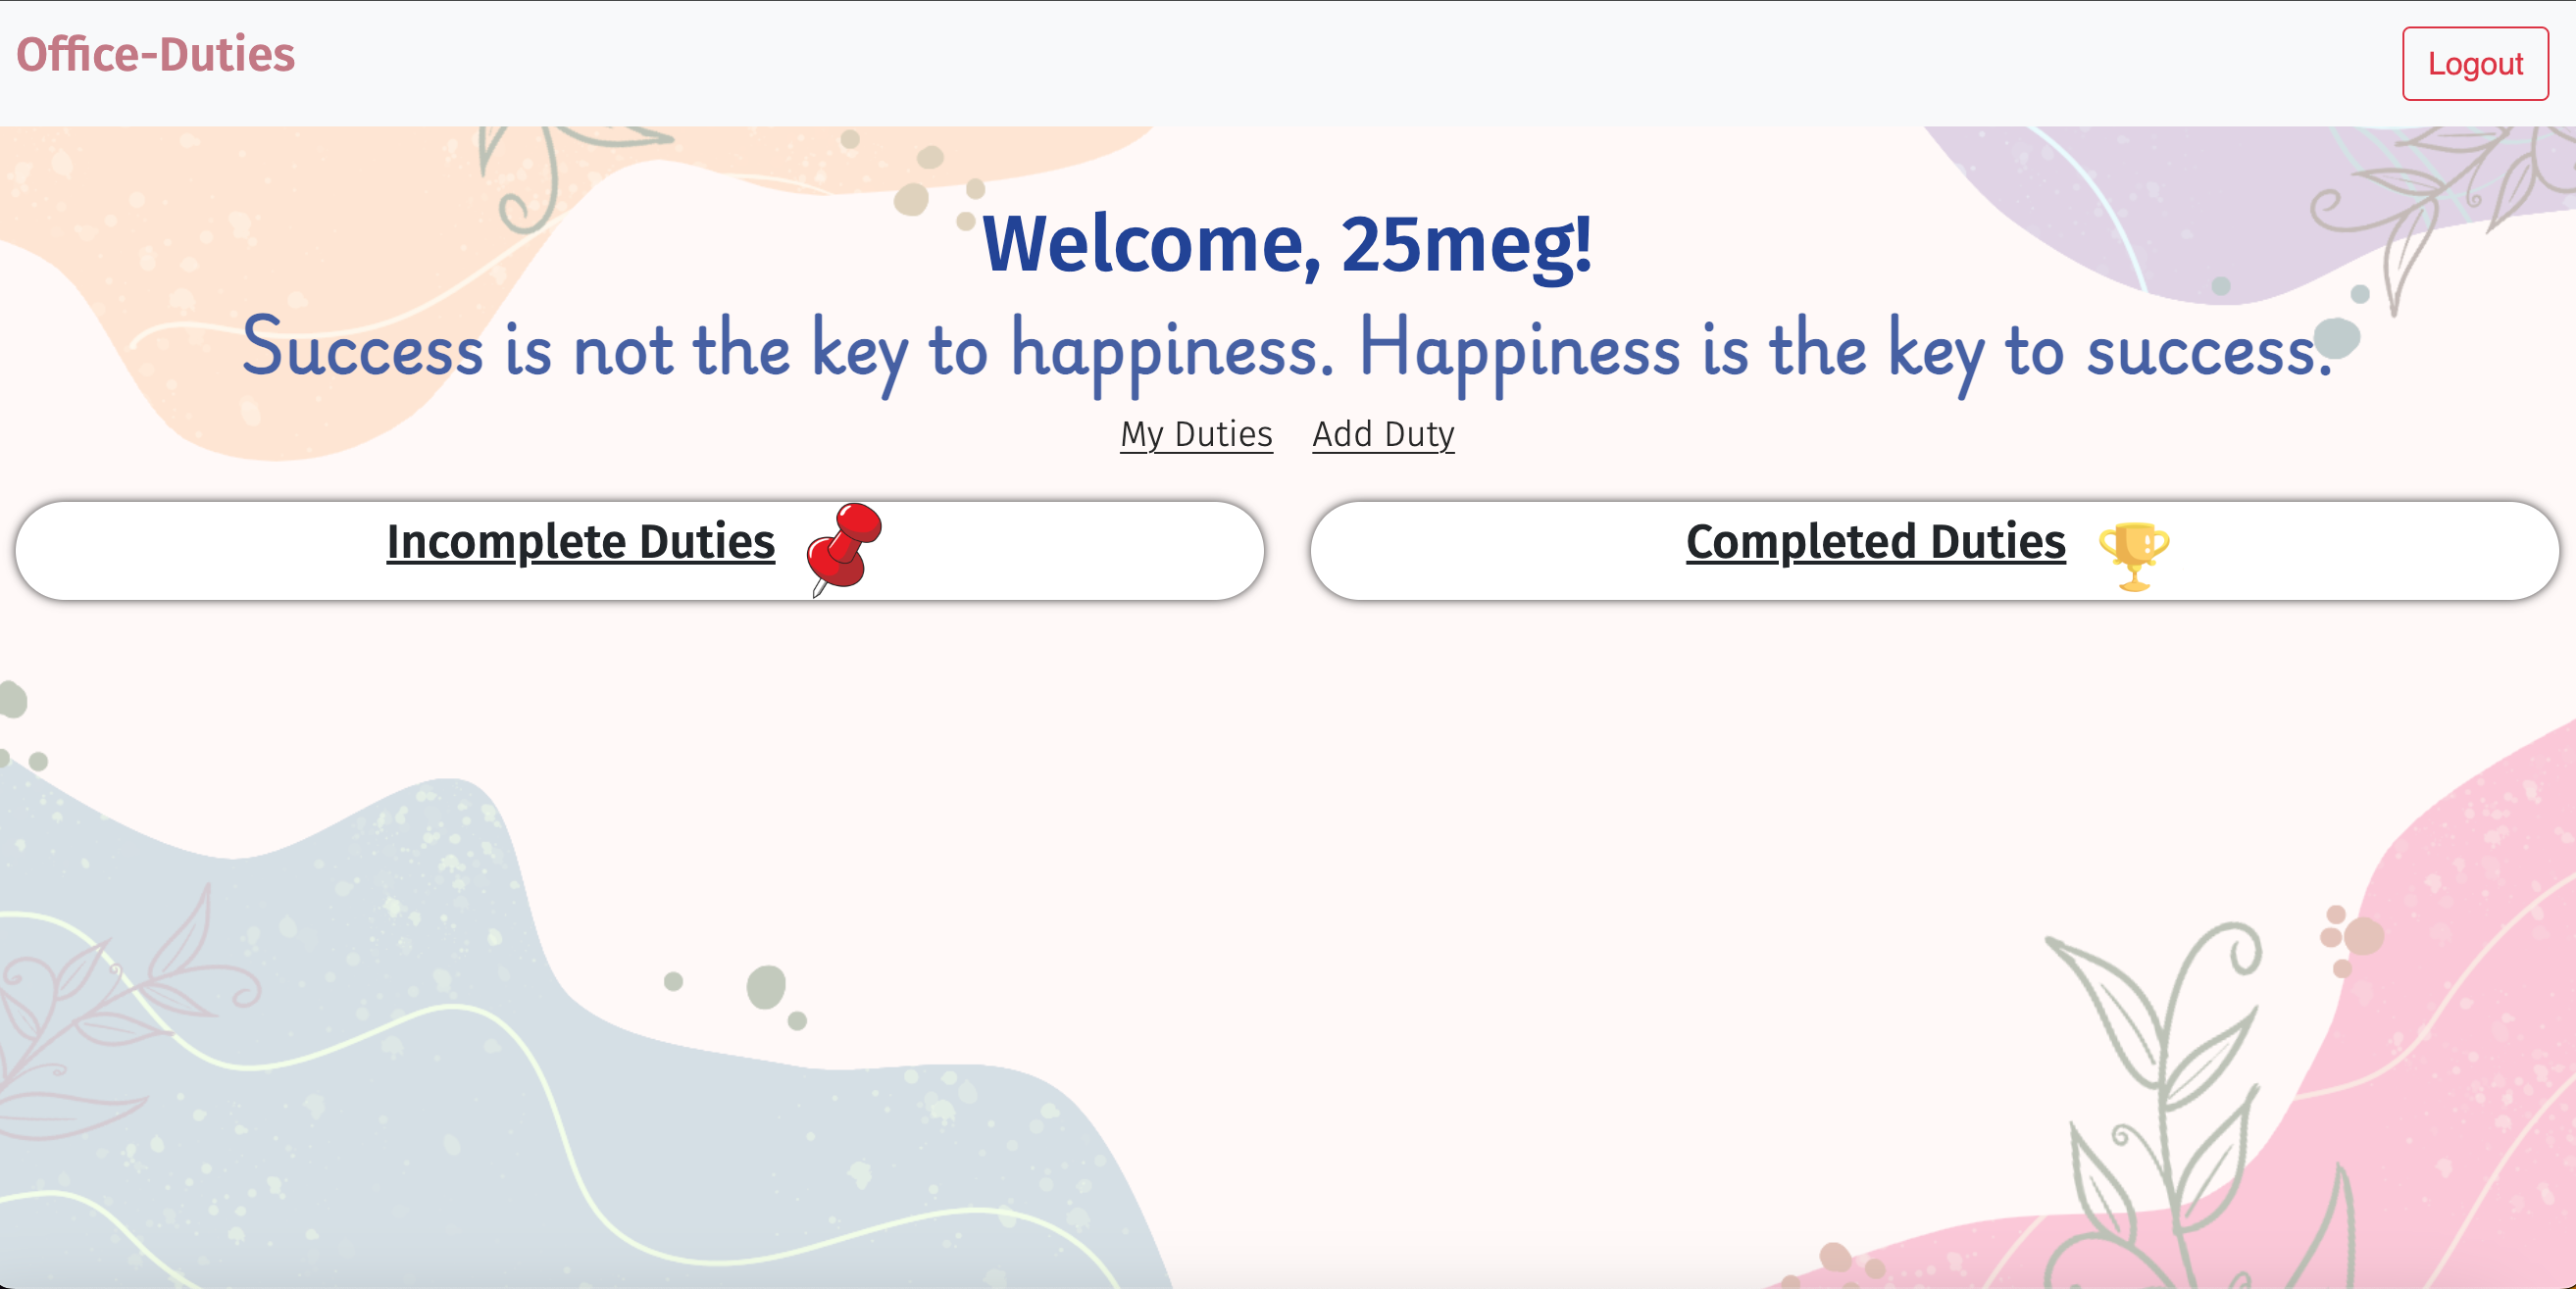 Office-Duties
Logout
Welcome, 25meg!
Success is not the key to happiness. Happiness is the key to success.
My Duties Add Duty
Incomplete Duties
Completed Duties